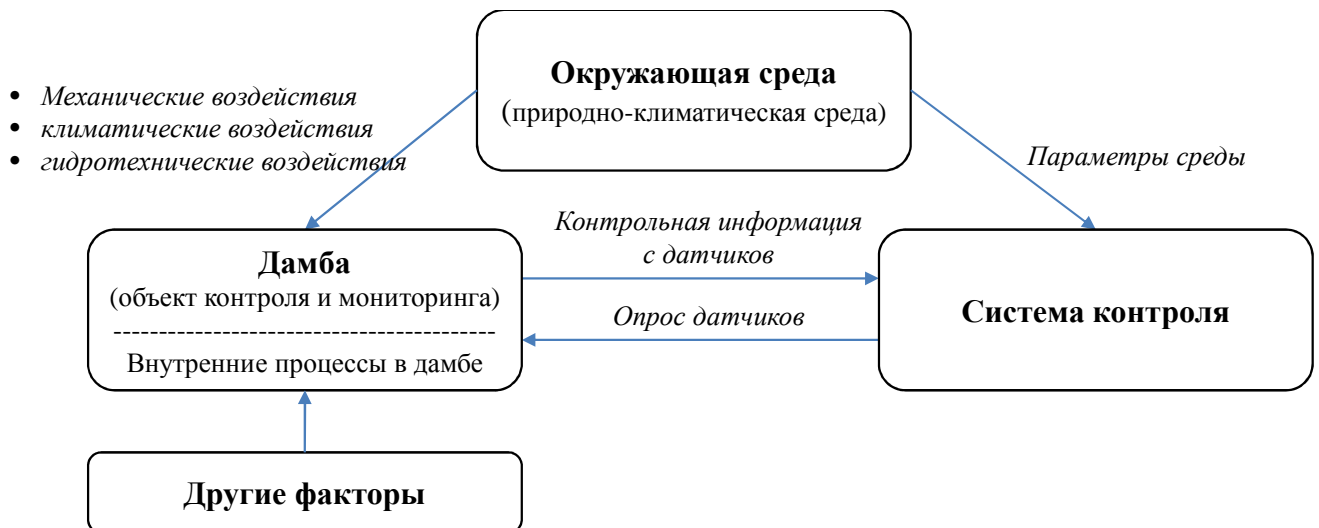 Окружающая среда
(природно-климатическая среда)
• Механические воздействия
• климатические воздействия
• гидротехнические воздействия
Параметры среды
Контрольная информация
с датчиков
Дамба
(объект контроля и мониторинга)
------------------------------------------
Внутренние процессы в дамбе
Опрос датчиков
Система контроля
Другие факторы